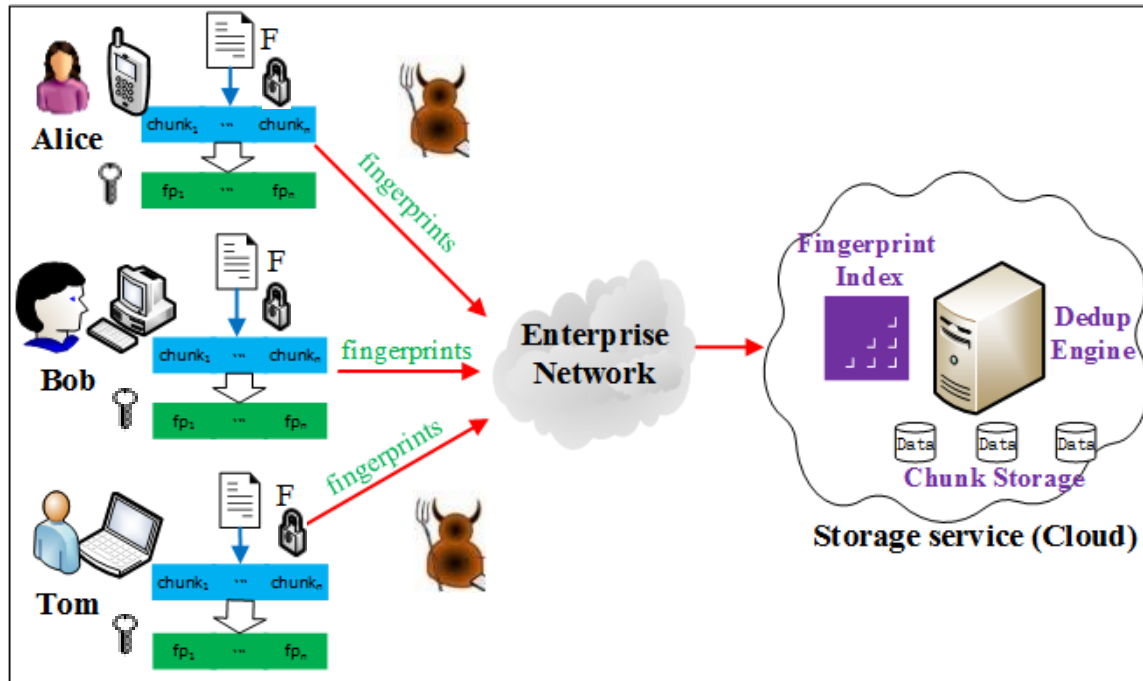 F
Alice
chunk₁ ... chunkₙ
fp₁ ... fpₙ
fingerprints
F
Bob
chunk₁ ... chunkₙ
fp₁ ... fpₙ
fingerprints
F
Tom
chunk₁ ... chunkₙ
fp₁ ... fpₙ
fingerprints
Enterprise
Network
Fingerprint
Index
Dedup
Engine
Data Data Data
Chunk Storage
Storage service (Cloud)